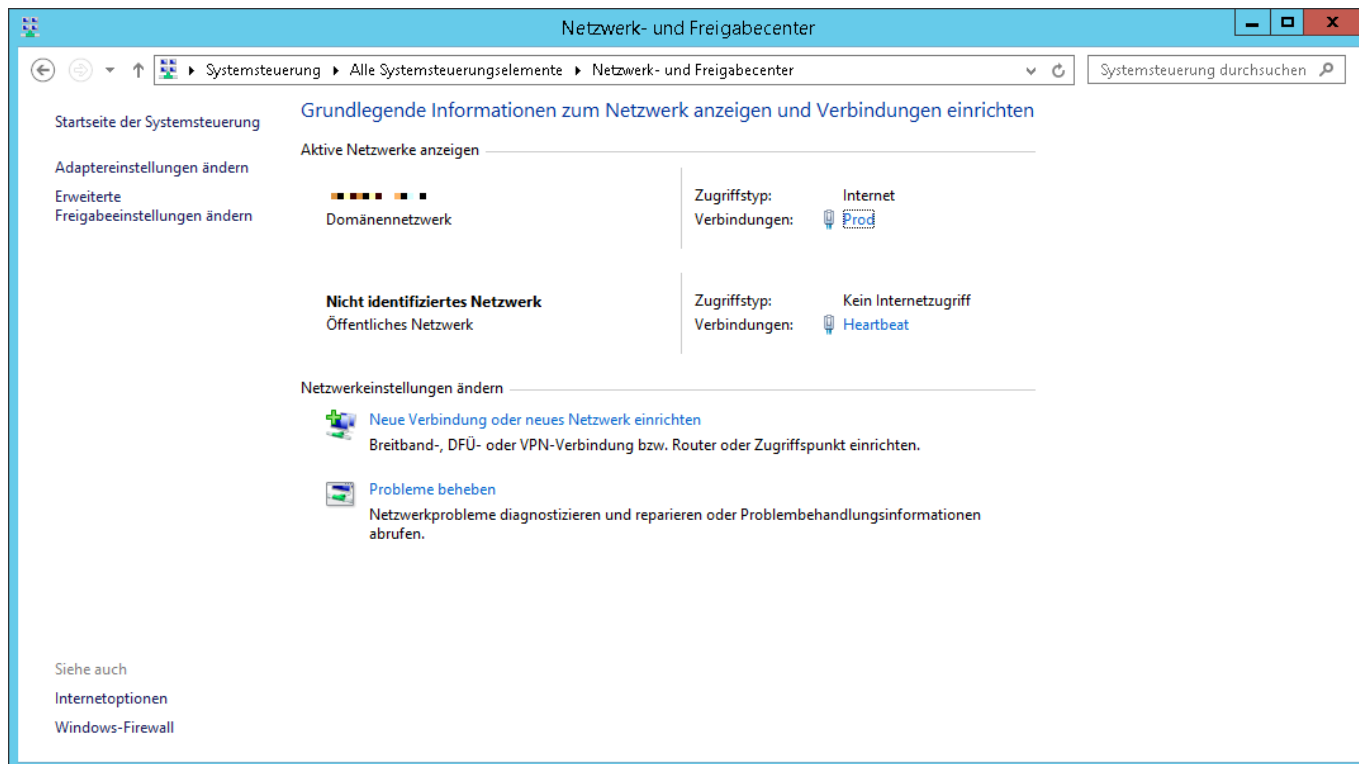 Netzwerk- und Freigabecenter
Systemsteuerung Alle Systemsteuerungselemente Netzwerk- und Freigabecenter
Systemsteuerung durchsuchen
Startseite der Systemsteuerung
Adaptereinstellungen ändern
Erweiterte
Freigabeeinstellungen ändern
Grundlegende Informationen zum Netzwerk anzeigen und Verbindungen einrichten
Aktive Netzwerke anzeigen
Domänennetzwerk
Zugriffstyp: Internet
Verbindungen: Prod
Nicht identifiziertes Netzwerk
Öffentliches Netzwerk
Zugriffstyp: Kein Internetzugriff
Verbindungen: Heartbeat
Netzwerkeinstellungen ändern
Neue Verbindung oder neues Netzwerk einrichten
Breitband-, DFÜ- oder VPN-Verbindung bzw. Router oder Zugriffspunkt einrichten.
Probleme beheben
Netzwerkprobleme diagnostizieren und reparieren oder Problembehandlungsinformationen
abrufen.
Siehe auch
Internetoptionen
Windows-Firewall